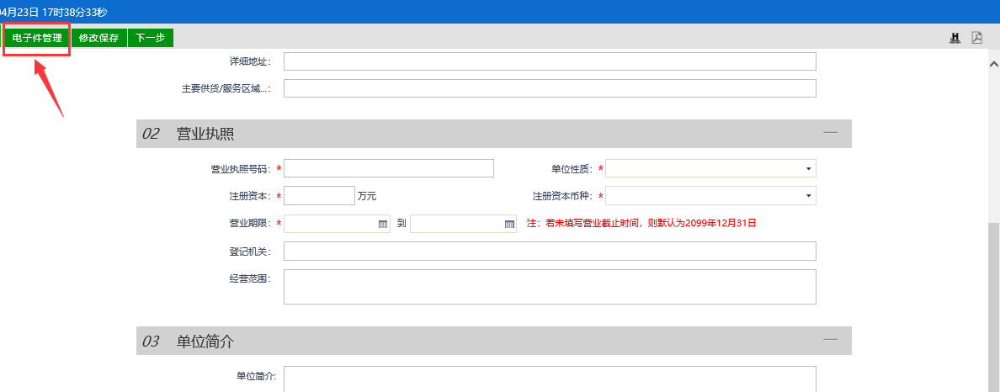 04月23日 17时38分33秒
电子件管理 修改保存 下一步
详细地址：
主要供货/服务区域...：
02 营业执照
营业执照号码：* 单位性质：*
注册资本：* 万元 注册资本币种：*
营业期限：* 到 注：若未填写营业截止时间，则默认为2099年12月31日
登记机关：
经营范围：
03 单位简介
单位简介: